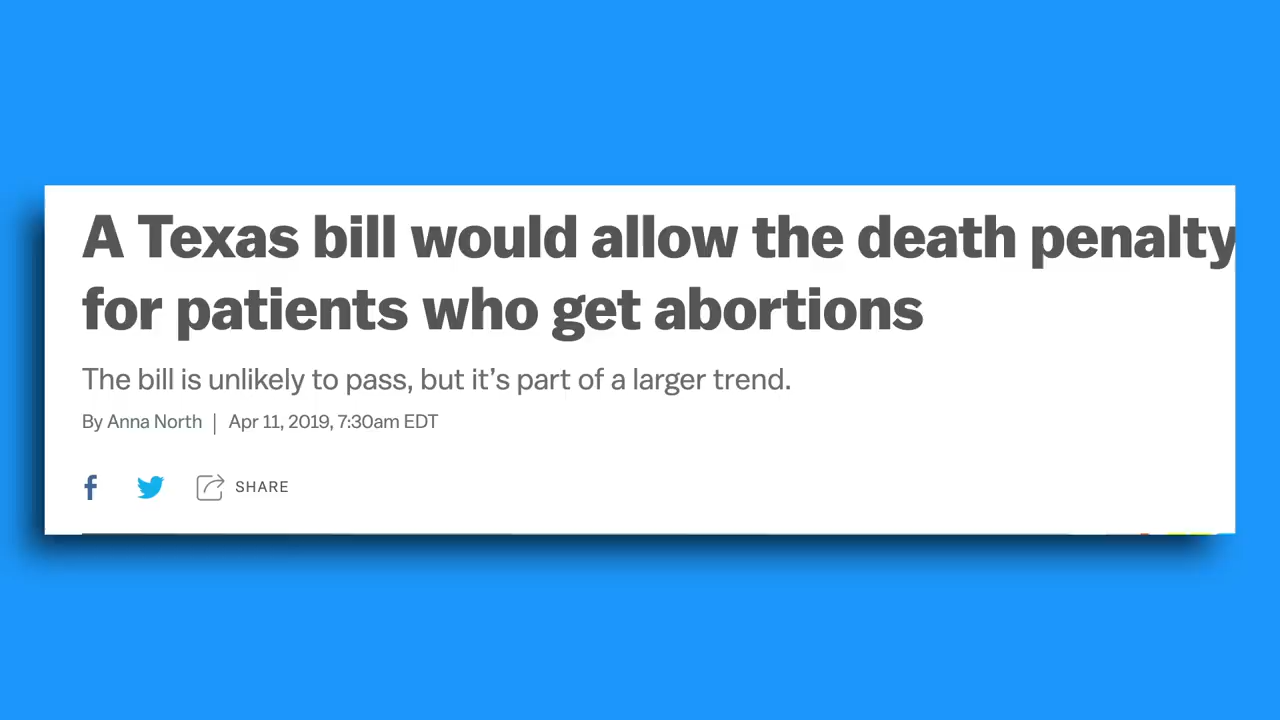 A Texas bill would allow the death penalty
for patients who get abortions
The bill is unlikely to pass, but it’s part of a larger trend.
By Anna North | Apr 11, 2019, 7:30am EDT
SHARE